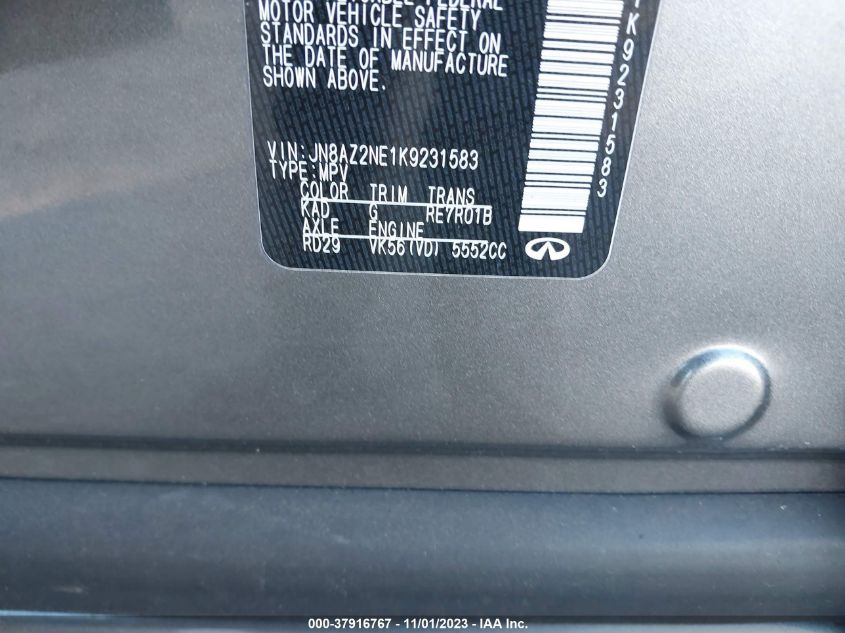 FEDERAL
MOTOR VEHICLE SAFETY
STANDARDS IN EFFECT ON
THE DATE OF MANUFACTURE
SHOWN ABOVE.
VIN:JN8AZ2NE1K9231583
TYPE:MPV
COLOR TRIM TRANS
KAD G RE7R01B
AXLE ENGINE
RD29 VK56(VD) 5552CC
K9231583
000-37916767 - 11/01/2023 - IAA Inc.